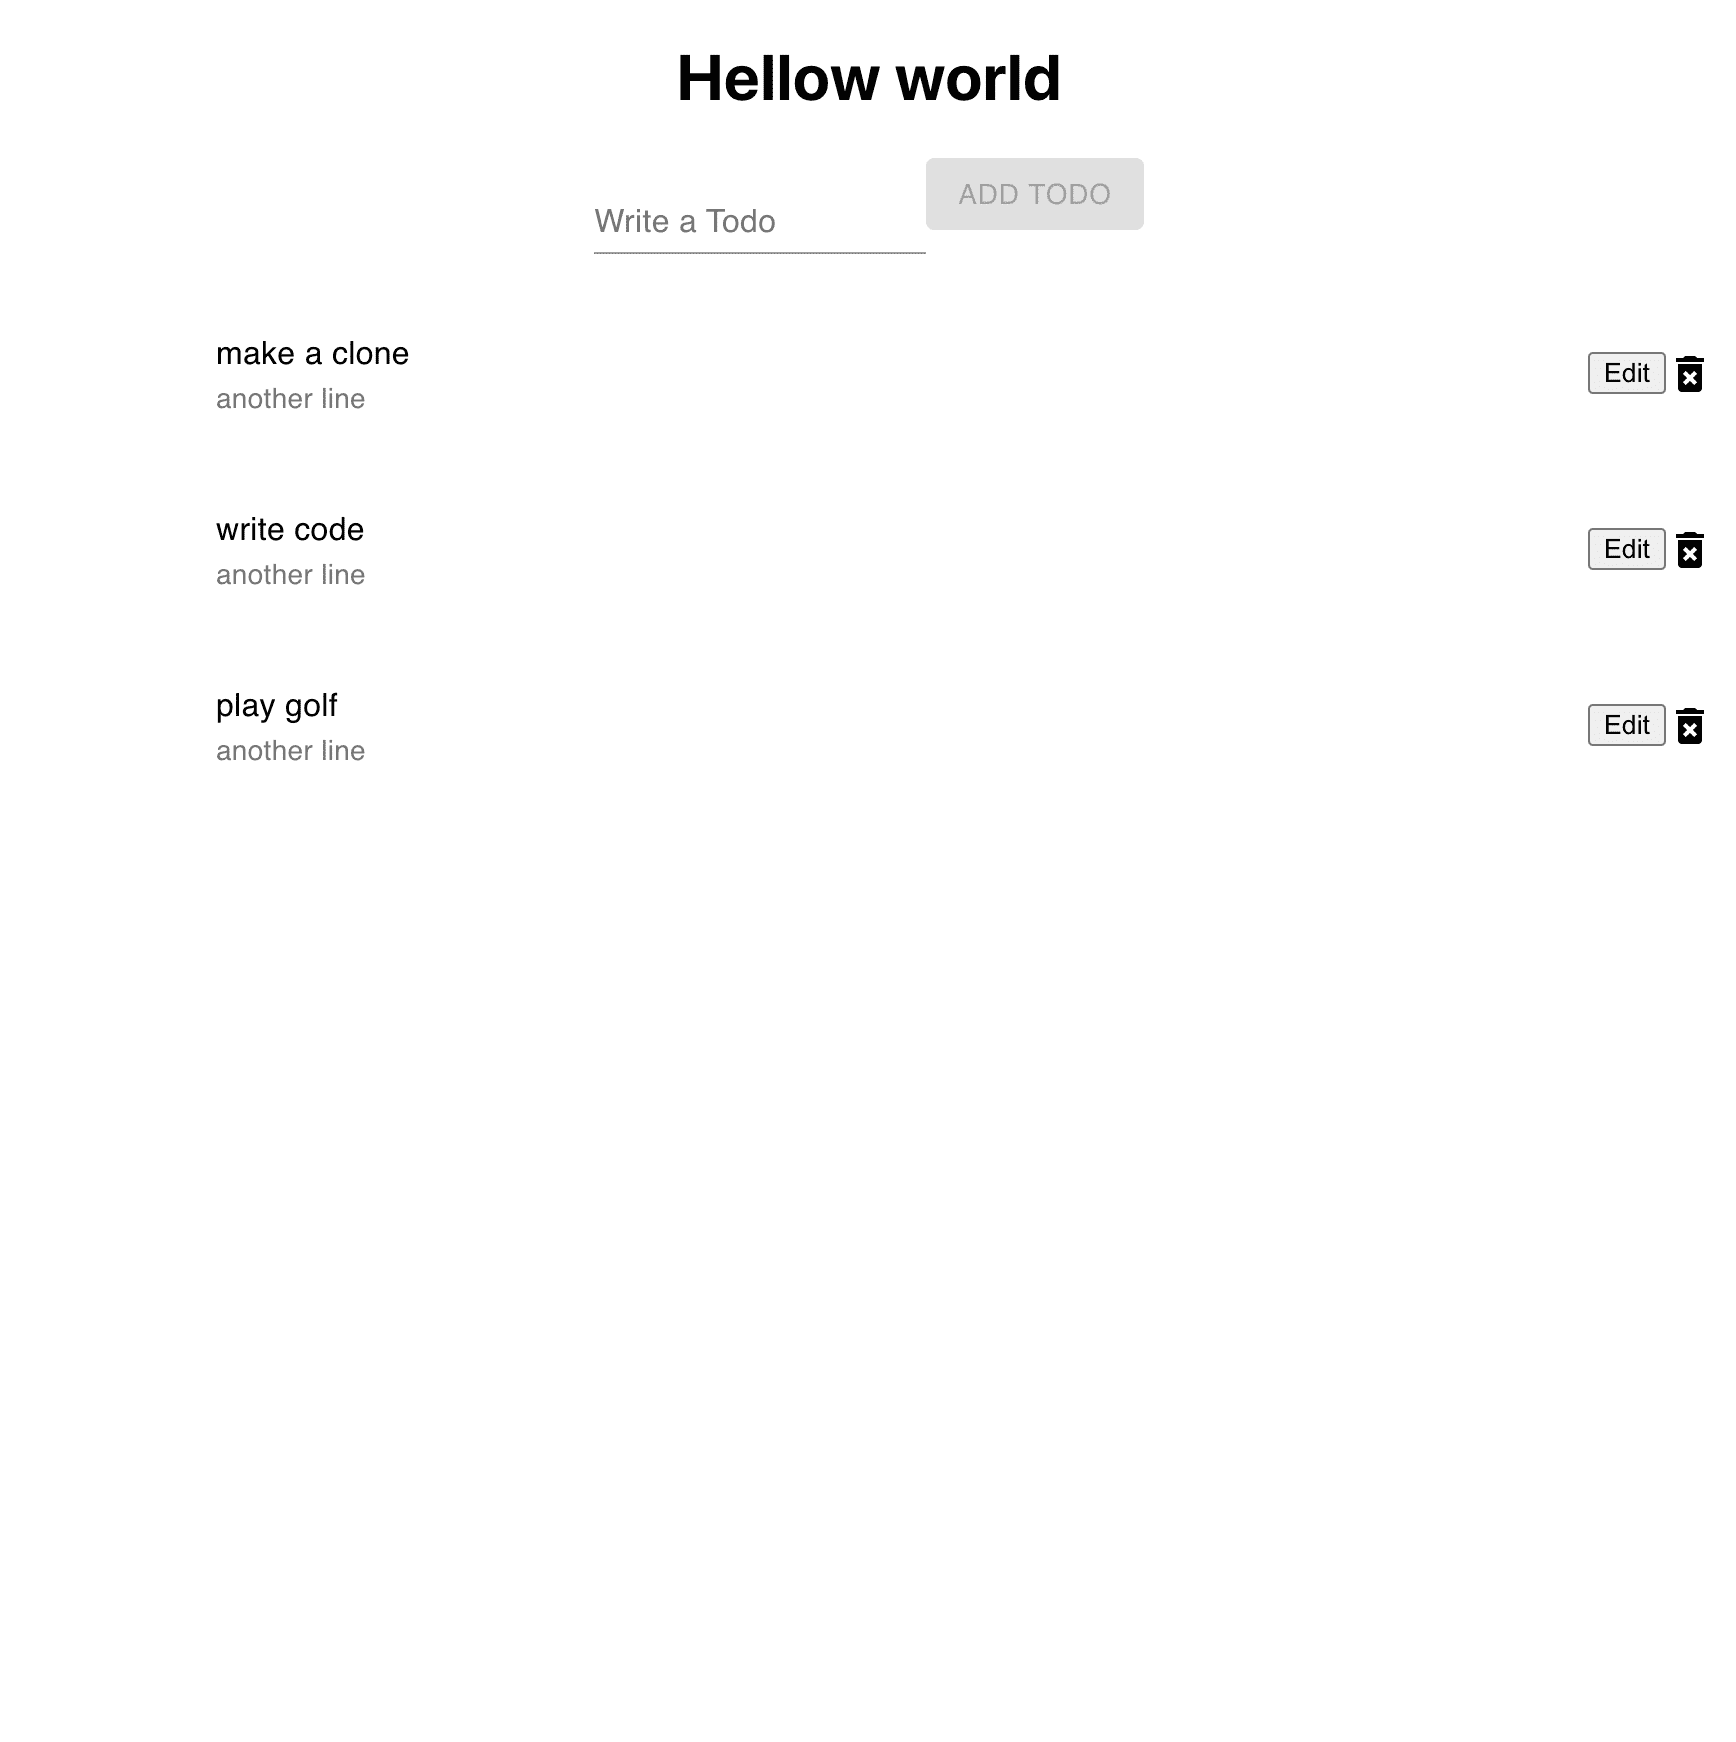 Hellow world
Write a Todo
ADD TODO
make a clone
another line
Edit
write code
another line
Edit
play golf
another line
Edit